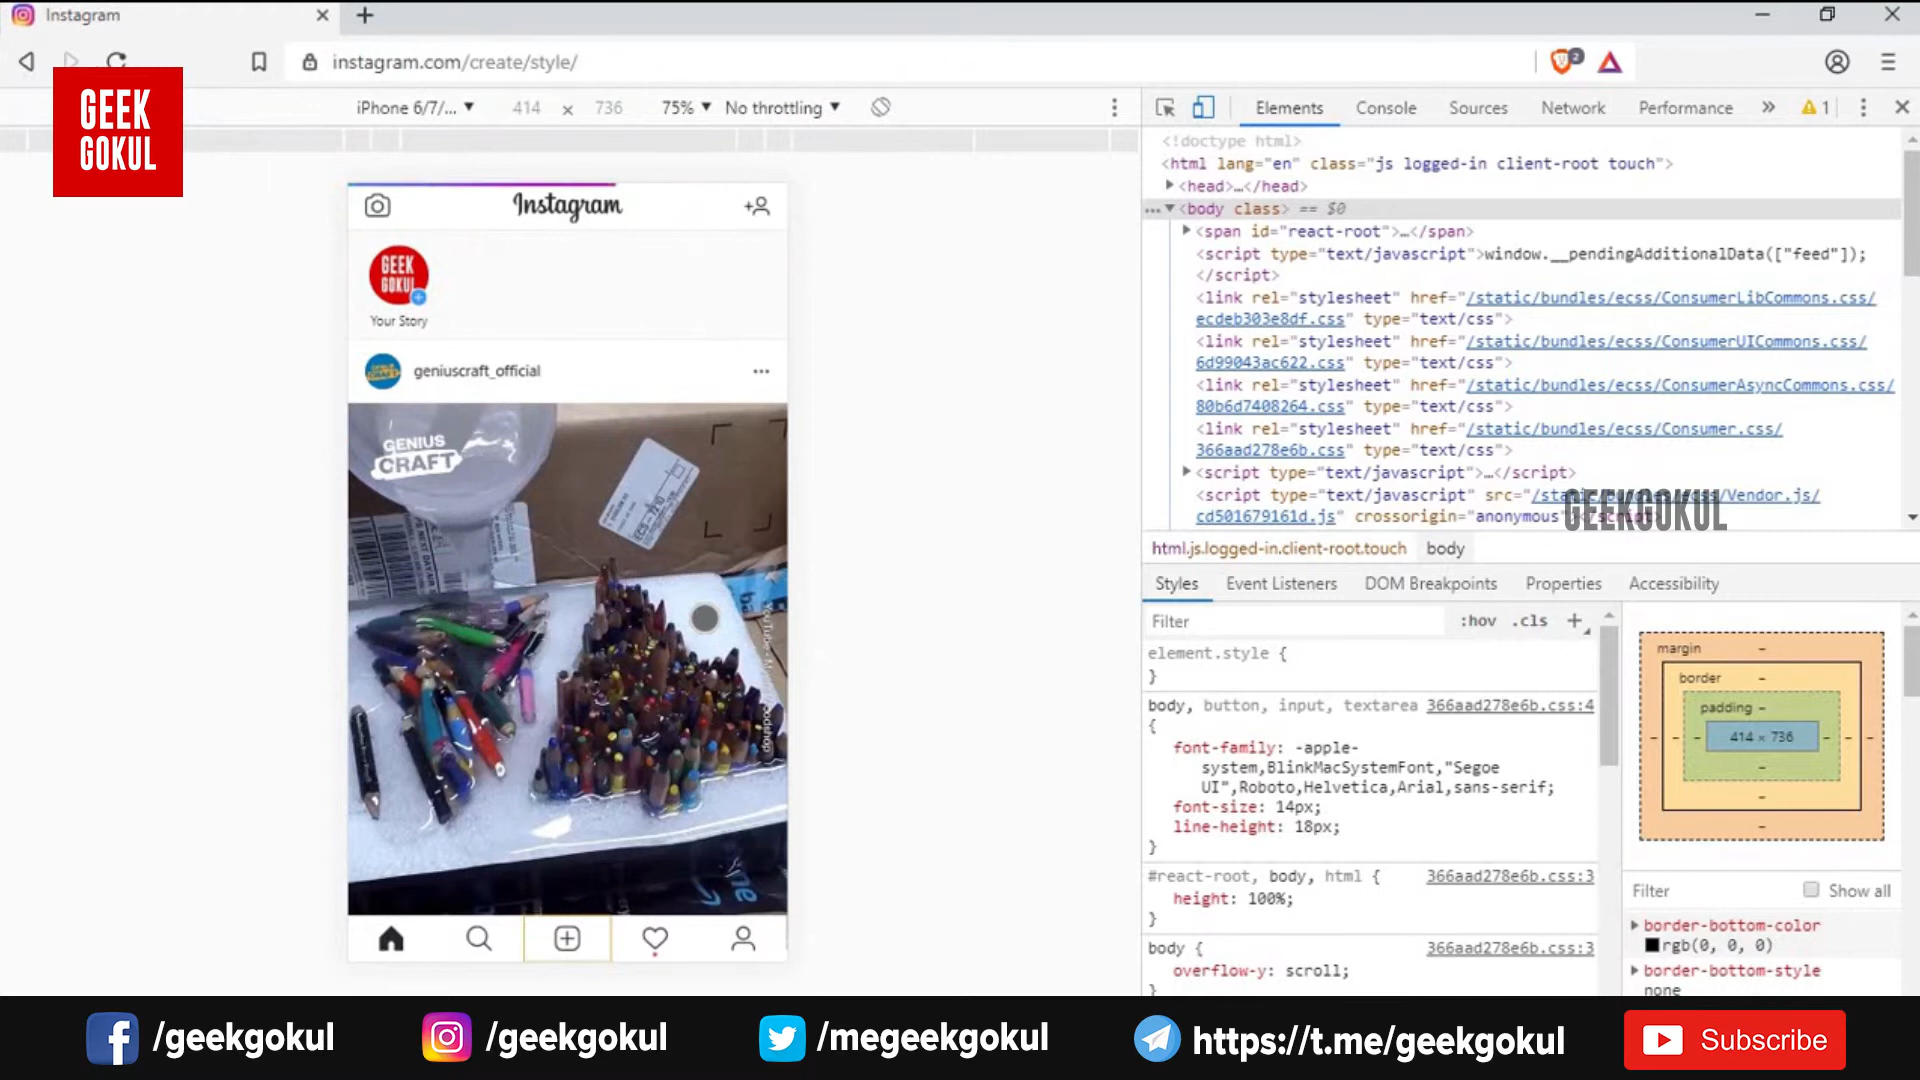 Instagram
instagram.com/create/style/
GEEK
GOKUL
iPhone 6/7/... ▼ 414 x 736 75% ▼ No throttling ▼
Elements Console Sources Network Performance » 1
<!doctype html>
<html lang="en" class="js logged-in client-root touch">
<head>…</head>
<body class> == $0
<span id="react-root">…</span>
<script type="text/javascript">window.__pendingAdditionalData(["feed"]);
</script>
<link rel="stylesheet" href="/static/bundles/ecss/ConsumerLibCommons.css/
ecdeb303e8df.css" type="text/css">
<link rel="stylesheet" href="/static/bundles/ecss/ConsumerUICommons.css/
6d99043ac622.css" type="text/css">
<link rel="stylesheet" href="/static/bundles/ecss/ConsumerAsyncCommons.css/
80b6d7408264.css" type="text/css">
<link rel="stylesheet" href="/static/bundles/ecss/Consumer.css/
366aad278e6b.css" type="text/css">
<script type="text/javascript">…</script>
<script type="text/javascript" src="/static/bundles/ecss/Vendor.js/
cd501679161d.js" crossorigin="anonymous"></script>
GEEKGOKUL
html.js.logged-in.client-root.touch body
Styles Event Listeners DOM Breakpoints Properties Accessibility
Filter :hov .cls +
element.style {
}
body, button, input, textarea 366aad278e6b.css:4
{
font-family: -apple-
system,BlinkMacSystemFont,"Segoe
UI",Roboto,Helvetica,Arial,sans-serif;
font-size: 14px;
line-height: 18px;
}
#react-root, body, html { 366aad278e6b.css:3
height: 100%;
}
body { 366aad278e6b.css:3
overflow-y: scroll;
}
margin -
border -
padding -
414 × 736
Filter Show all
border-bottom-color
rgb(0, 0, 0)
border-bottom-style
none
Instagram
GEEK
GOKUL
Your Story
geniuscraft_official
GENIUS
CRAFT
/geekgokul /geekgokul /megeekgokul https://t.me/geekgokul Subscribe